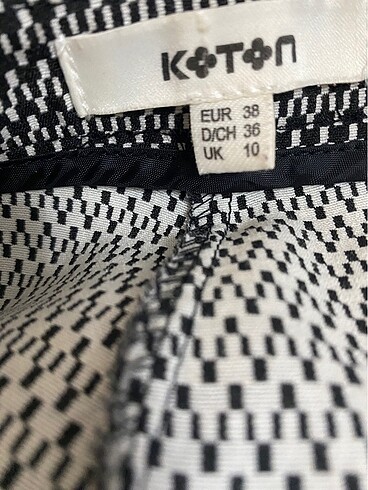 KOTON
EUR 38
D/CH 36
UK 10